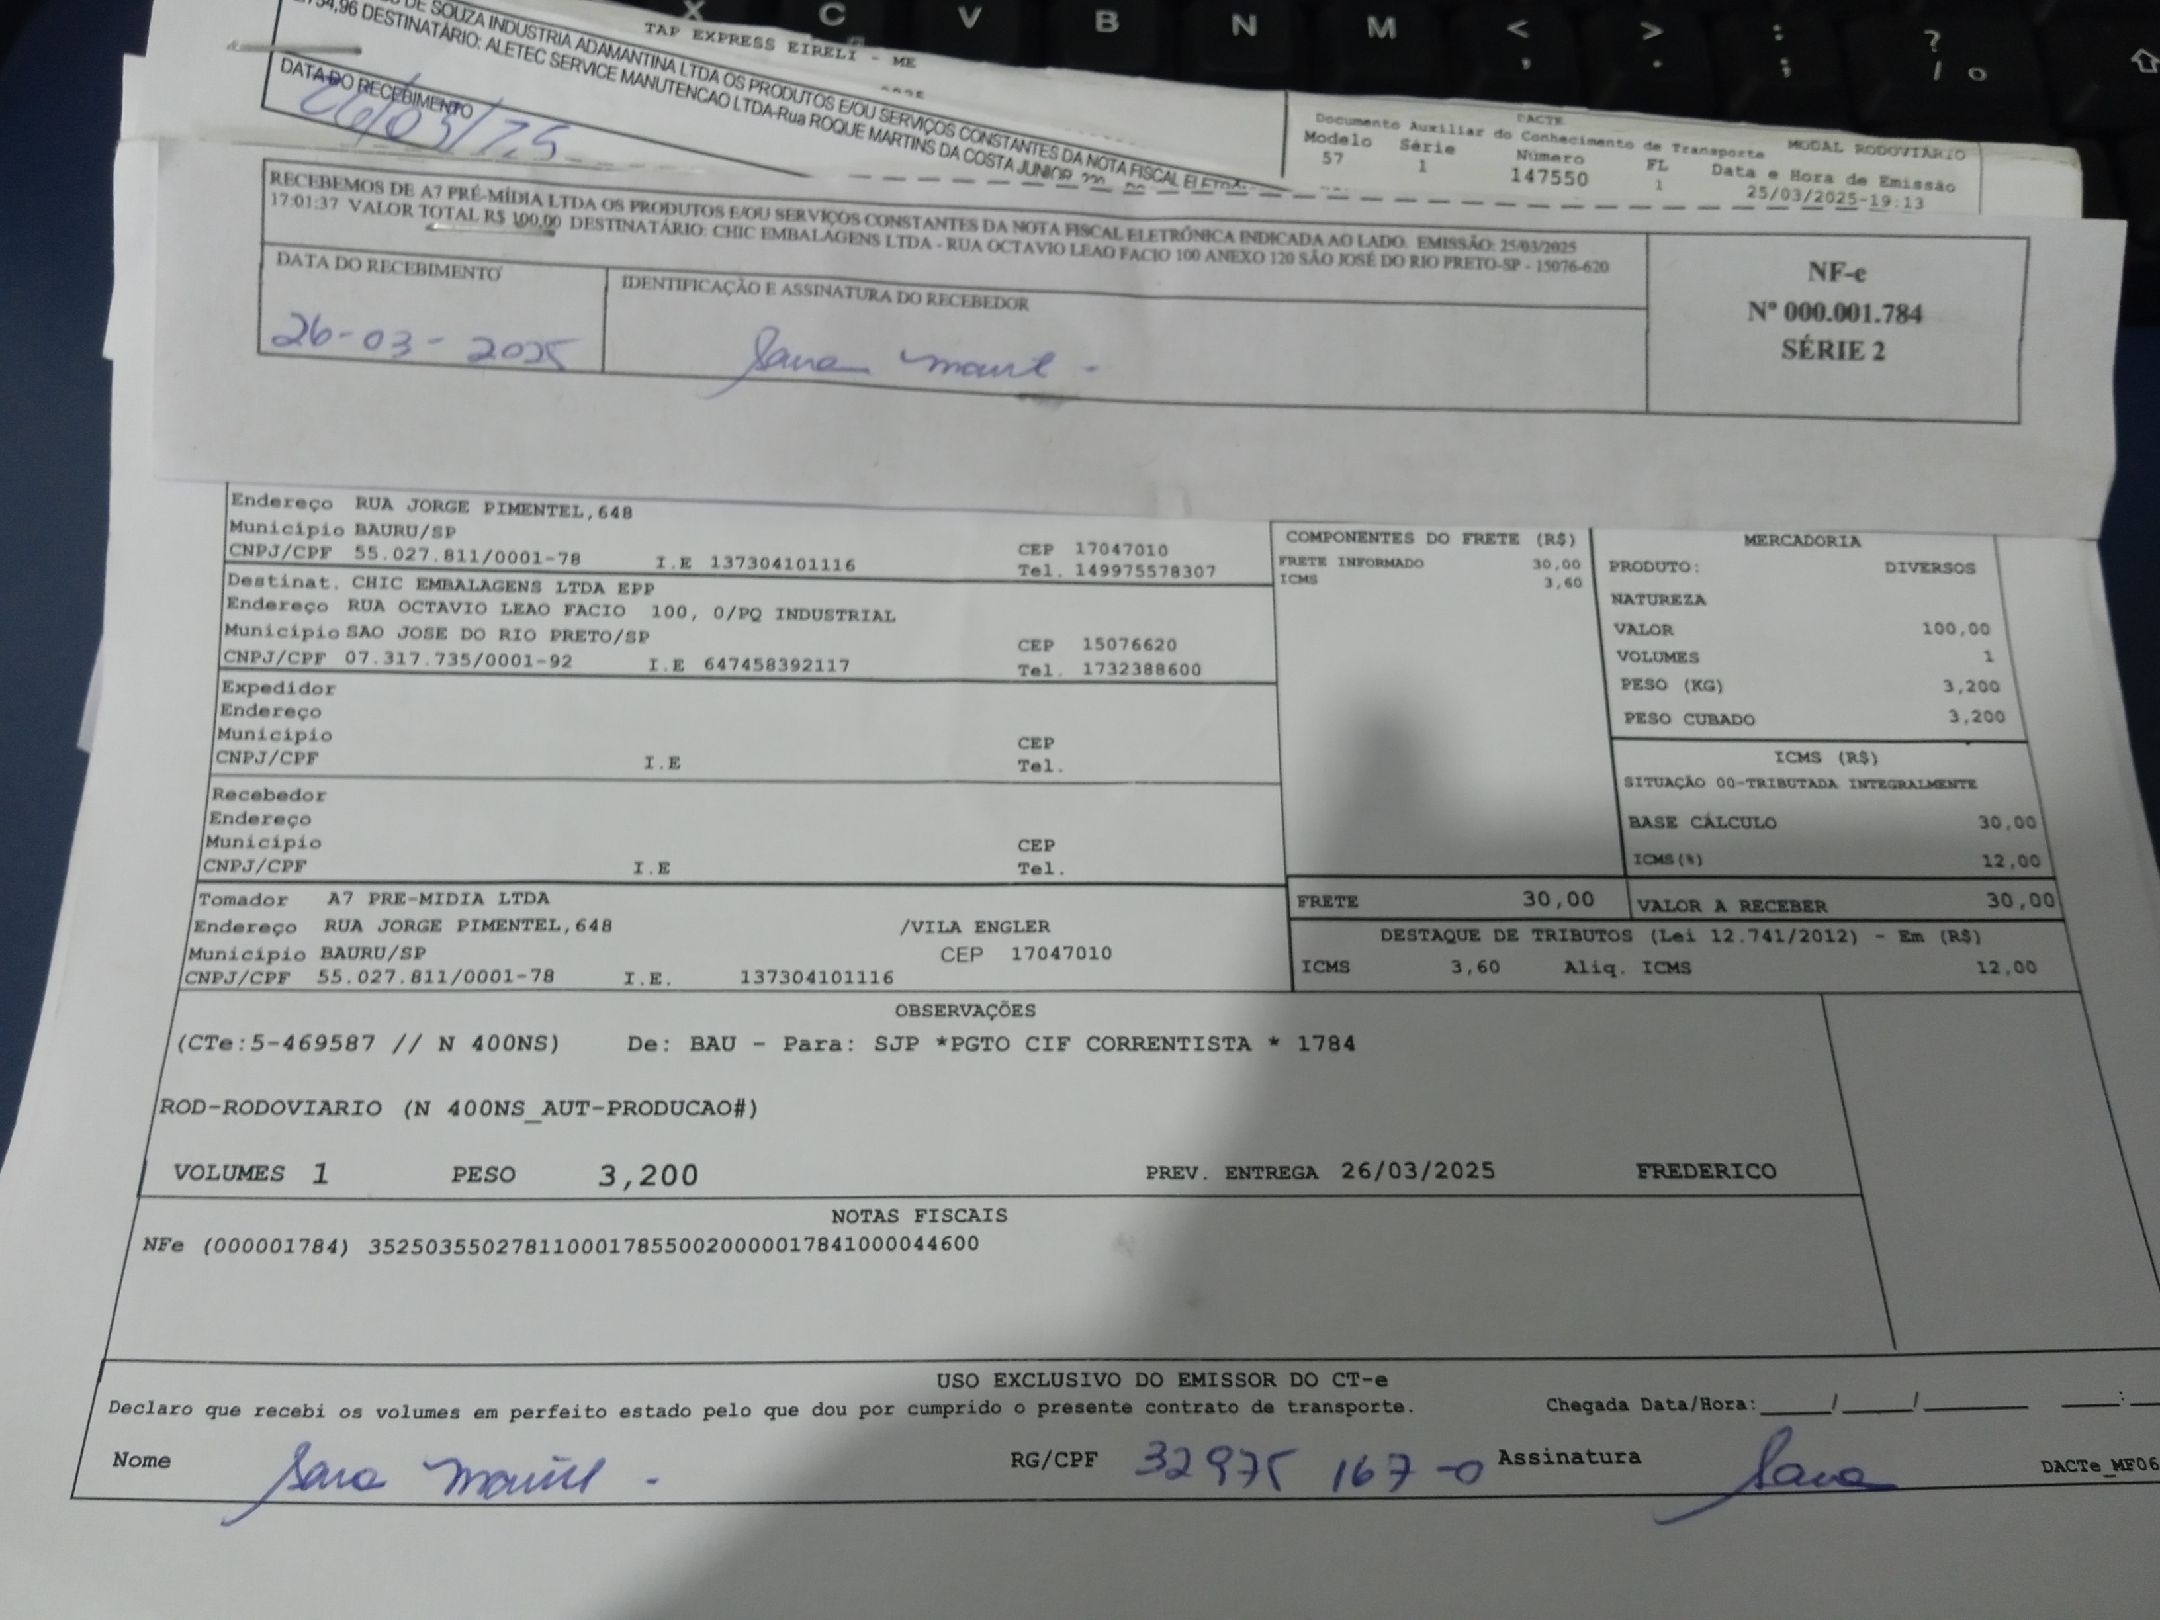 X C V B N M < , > . : ; ? / °
TAP EXPRESS EIRELI - ME
DE SOUZA INDUSTRIA ADAMANTINA LTDA OS PRODUTOS E/OU SERVIÇOS CONSTANTES DA NOTA FISCAL
DESTINATÁRIO: ALETEC SERVICE MANUTENCAO LTDA-Rua ROQUE MARTINS DA COSTA JUNIOR
DATA DO RECEBIMENTO
26/03/25
DACTE
Documento Auxiliar do Conhecimento de Transporte MODAL RODOVIÁRIO
Modelo Série Número FL Data e Hora de Emissão
57 1 147550 1 25/03/2025-19:13
RECEBEMOS DE A7 PRÉ-MÍDIA LTDA OS PRODUTOS E/OU SERVIÇOS CONSTANTES DA NOTA FISCAL ELETRÔNICA INDICADA AO LADO. EMISSÃO: 25/03/2025
17:01:37 VALOR TOTAL R$ 100,00 DESTINATÁRIO: CHIC EMBALAGENS LTDA - RUA OCTAVIO LEAO FACIO 100 ANEXO 120 SÃO JOSÉ DO RIO PRETO-SP - 15076-620
DATA DO RECEBIMENTO
26-03-2025
IDENTIFICAÇÃO E ASSINATURA DO RECEBEDOR
Sara
NF-e
Nº 000.001.784
SÉRIE 2
Endereço RUA JORGE PIMENTEL,648
Município BAURU/SP CEP 17047010
CNPJ/CPF 55.027.811/0001-78 I.E 137304101116 Tel. 149975578307
Destinat. CHIC EMBALAGENS LTDA EPP
Endereço RUA OCTAVIO LEAO FACIO 100, 0/PQ INDUSTRIAL
Município SAO JOSE DO RIO PRETO/SP CEP 15076620
CNPJ/CPF 07.317.735/0001-92 I.E 647458392117 Tel. 1732388600
Expedidor
Endereço
Município CEP
CNPJ/CPF I.E Tel.
Recebedor
Endereço
Município CEP
CNPJ/CPF I.E Tel.
Tomador A7 PRE-MIDIA LTDA
Endereço RUA JORGE PIMENTEL,648 /VILA ENGLER
Município BAURU/SP CEP 17047010
CNPJ/CPF 55.027.811/0001-78 I.E. 137304101116
COMPONENTES DO FRETE (R$)
FRETE INFORMADO 30,00
ICMS 3,60
MERCADORIA
PRODUTO: DIVERSOS
NATUREZA
VALOR 100,00
VOLUMES 1
PESO (KG) 3,200
PESO CUBADO 3,200
ICMS (R$)
SITUAÇÃO 00-TRIBUTADA INTEGRALMENTE
BASE CÁLCULO 30,00
ICMS(%) 12,00
FRETE 30,00 VALOR A RECEBER 30,00
DESTAQUE DE TRIBUTOS (Lei 12.741/2012) - Em (R$)
ICMS 3,60 Aliq. ICMS 12,00
OBSERVAÇÕES
(CTe:5-469587 // N 400NS) De: BAU - Para: SJP *PGTO CIF CORRENTISTA * 1784
ROD-RODOVIARIO (N 400NS_AUT-PRODUCAO#)
VOLUMES 1 PESO 3,200 PREV. ENTREGA 26/03/2025 FREDERICO
NOTAS FISCAIS
NFe (000001784) 35250355027811000178550020000017841000044600
USO EXCLUSIVO DO EMISSOR DO CT-e
Declaro que recebi os volumes em perfeito estado pelo que dou por cumprido o presente contrato de transporte. Chegada Data/Hora:____/____/______ ___:__
Nome Sara RG/CPF 32975 167-0 Assinatura Sara DACTe_MF06